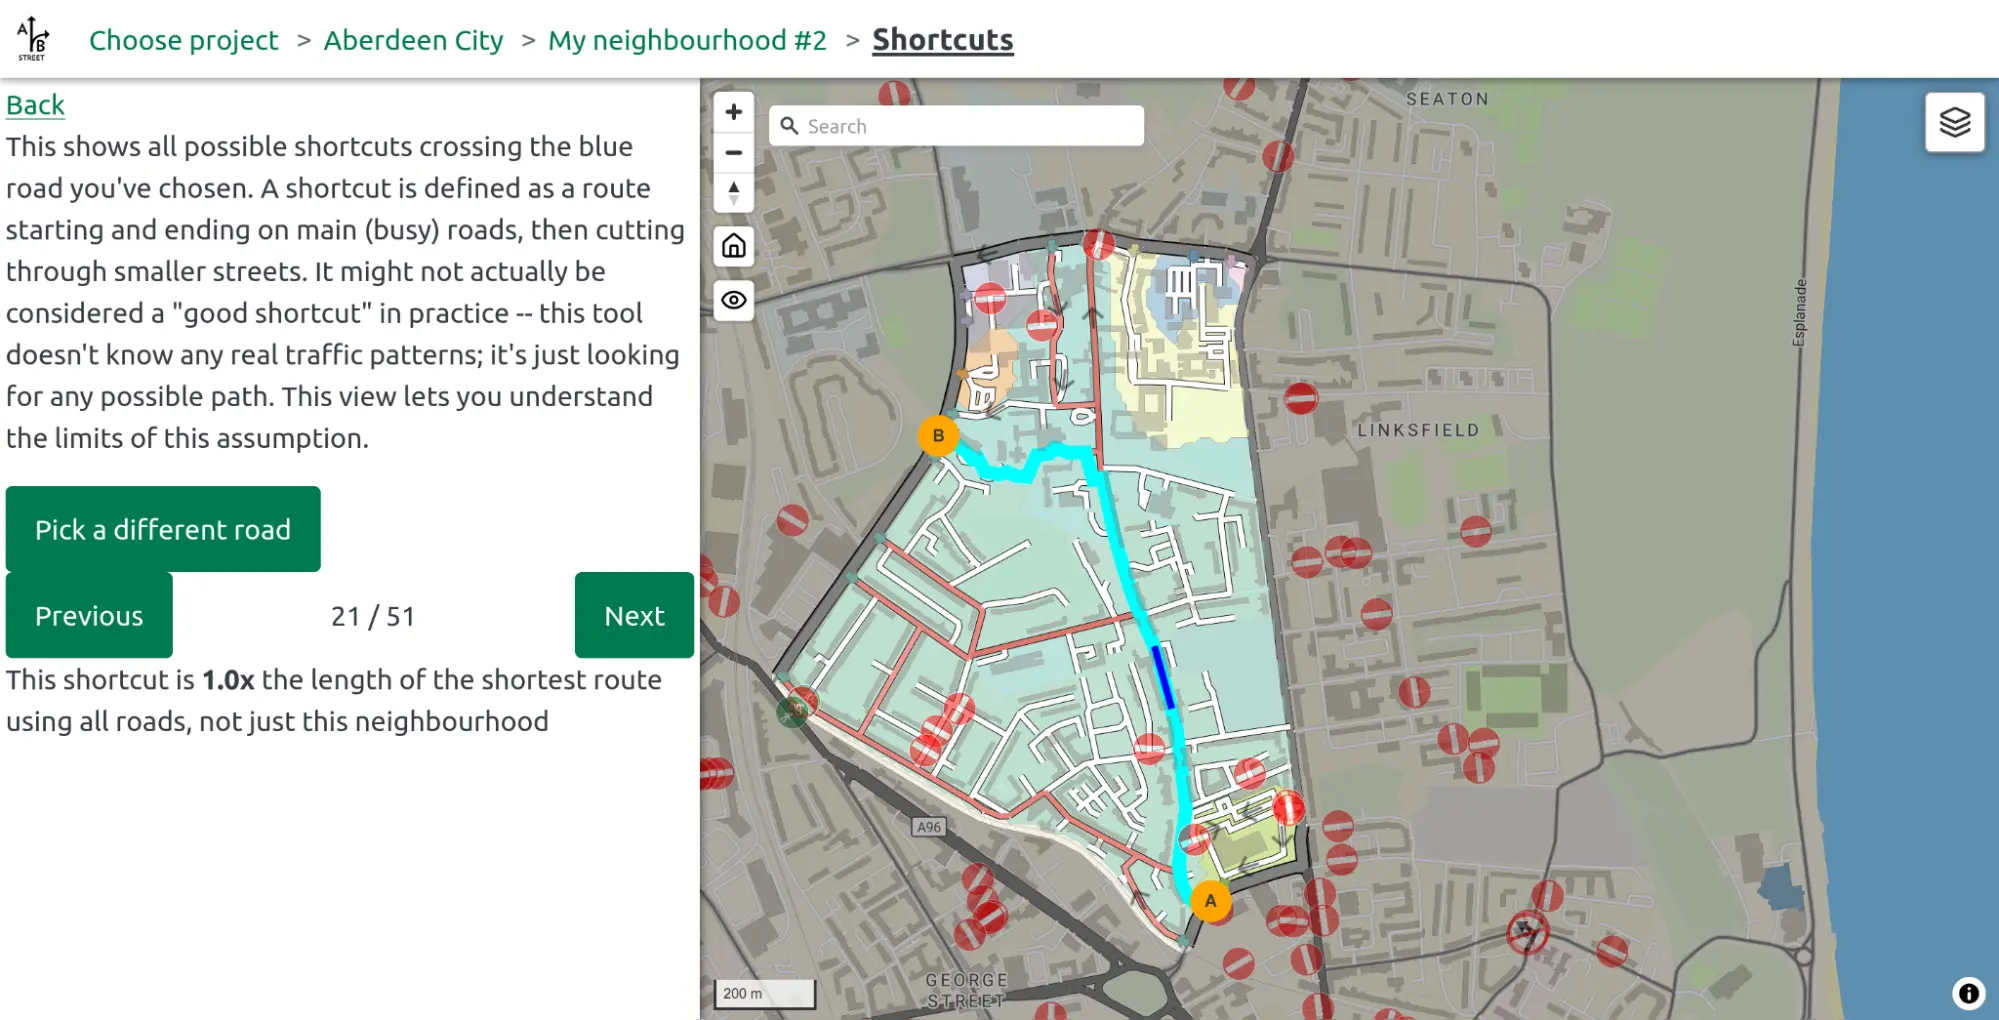 A
B
STREET
Choose project > Aberdeen City > My neighbourhood #2 > Shortcuts
Back
This shows all possible shortcuts crossing the blue
road you've chosen. A shortcut is defined as a route
starting and ending on main (busy) roads, then cutting
through smaller streets. It might not actually be
considered a "good shortcut" in practice -- this tool
doesn't know any real traffic patterns; it's just looking
for any possible path. This view lets you understand
the limits of this assumption.
Pick a different road
Previous
21 / 51
Next
This shortcut is 1.0x the length of the shortest route
using all roads, not just this neighbourhood
Search
SEATON
Esplanade
LINKSFIELD
B
A96
A
GEORGE
STREET
200 m